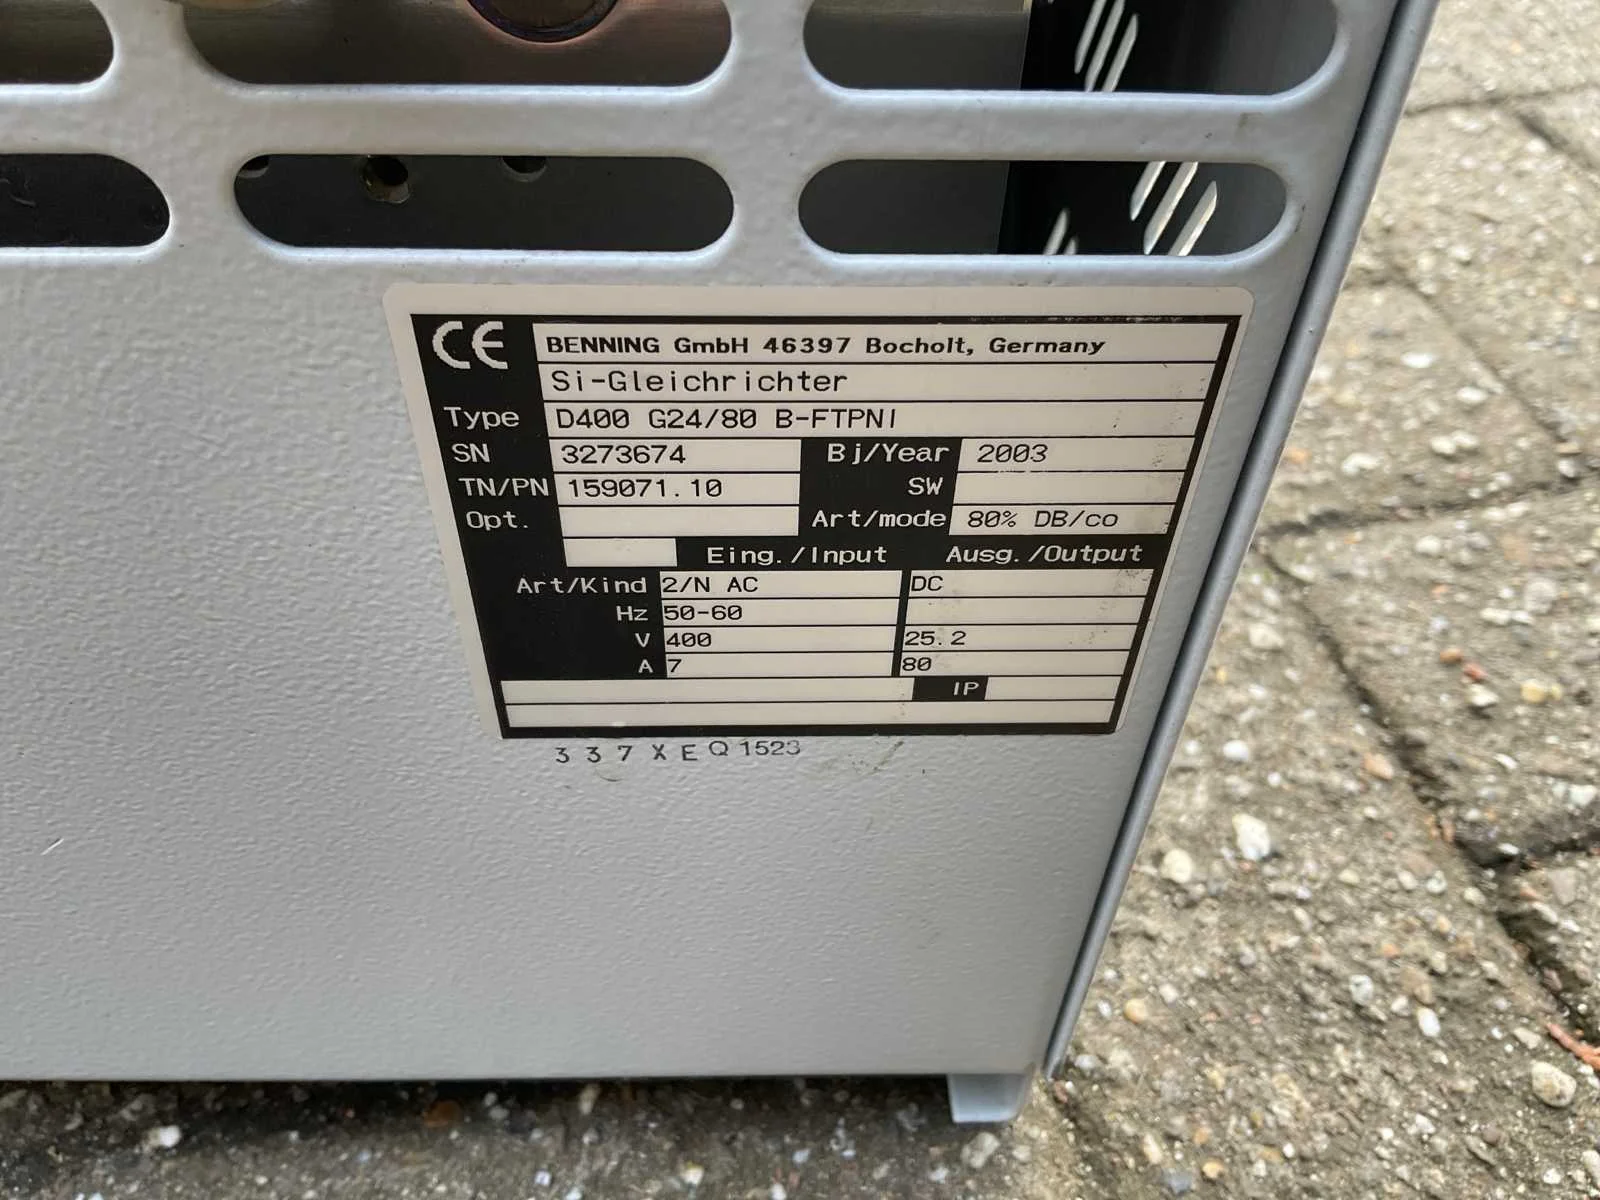 CE BENNING GmbH 46397 Bocholt, Germany
Si-Gleichrichter
Type D400 G24/80 B-FTPNI
SN 3273674 Bj/Year 2003
TN/PN 159071.10 SW
Opt. Art/mode 80% DB/co
Eing./Input Ausg./Output
Art/Kind 2/N AC DC
Hz 50-60
V 400 25.2
A 7 80
IP
337XEQ1523